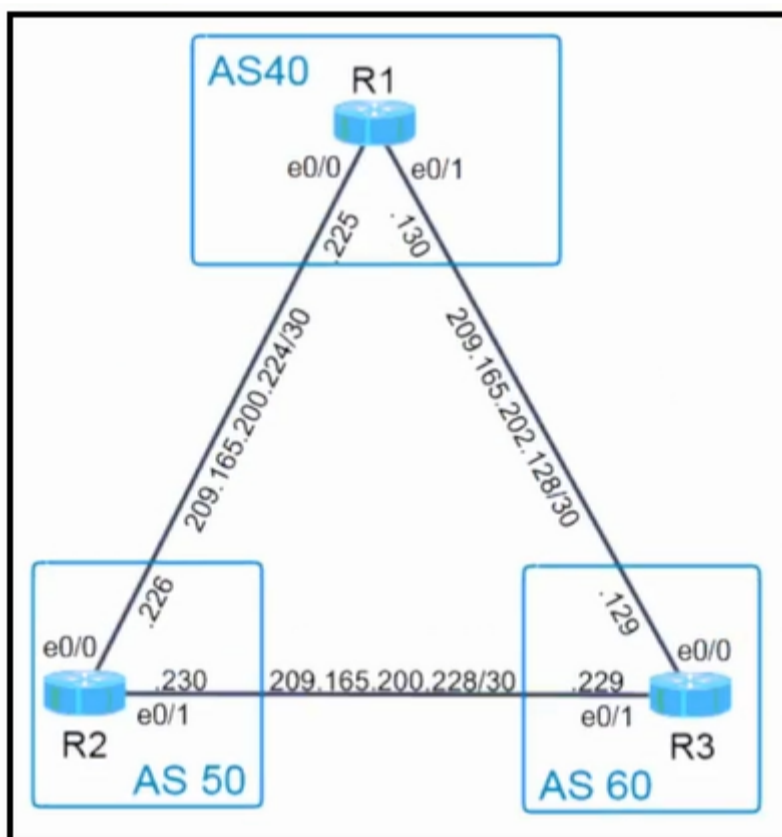 AS40
R1
e0/0
e0/1
.225
.130
209.165.200.224/30
209.165.202.128/30
.226
.129
e0/0
e0/0
.230
209.165.200.228/30
.229
e0/1
e0/1
R2
R3
AS 50
AS 60